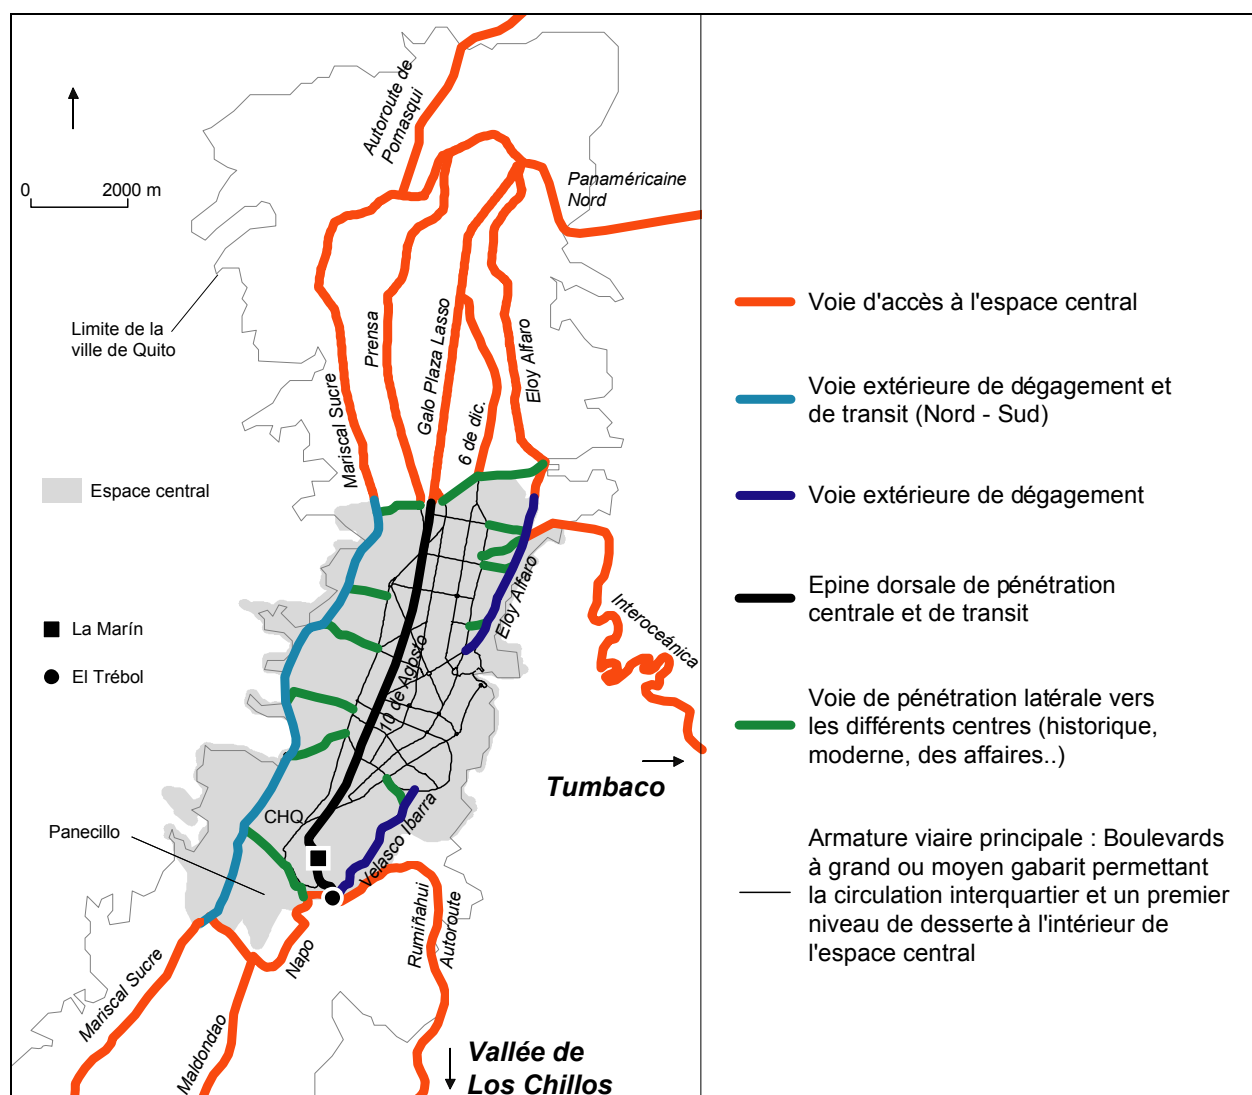 Autoroute de
Pomasqui
0 2000 m
Panaméricaine
Nord
Limite de la
ville de Quito
Prensa
Galo Plaza Lasso
Eloy Alfaro
Mariscal Sucre
6 de dic.
Espace central
Eloy Alfaro
Interoceánica
La Marín
El Trébol
10 de Agosto
Tumbaco
CHQ
Panecillo
Velasco Ibarra
Napo
Rumiñahui
Autoroute
Mariscal Sucre
Maldondao
Vallée de
Los Chillos
Voie d'accès à l'espace central
Voie extérieure de dégagement et
de transit (Nord - Sud)
Voie extérieure de dégagement
Epine dorsale de pénétration
centrale et de transit
Voie de pénétration latérale vers
les différents centres (historique,
moderne, des affaires..)
Armature viaire principale : Boulevards
à grand ou moyen gabarit permettant
la circulation interquartier et un premier
niveau de desserte à l'intérieur de
l'espace central